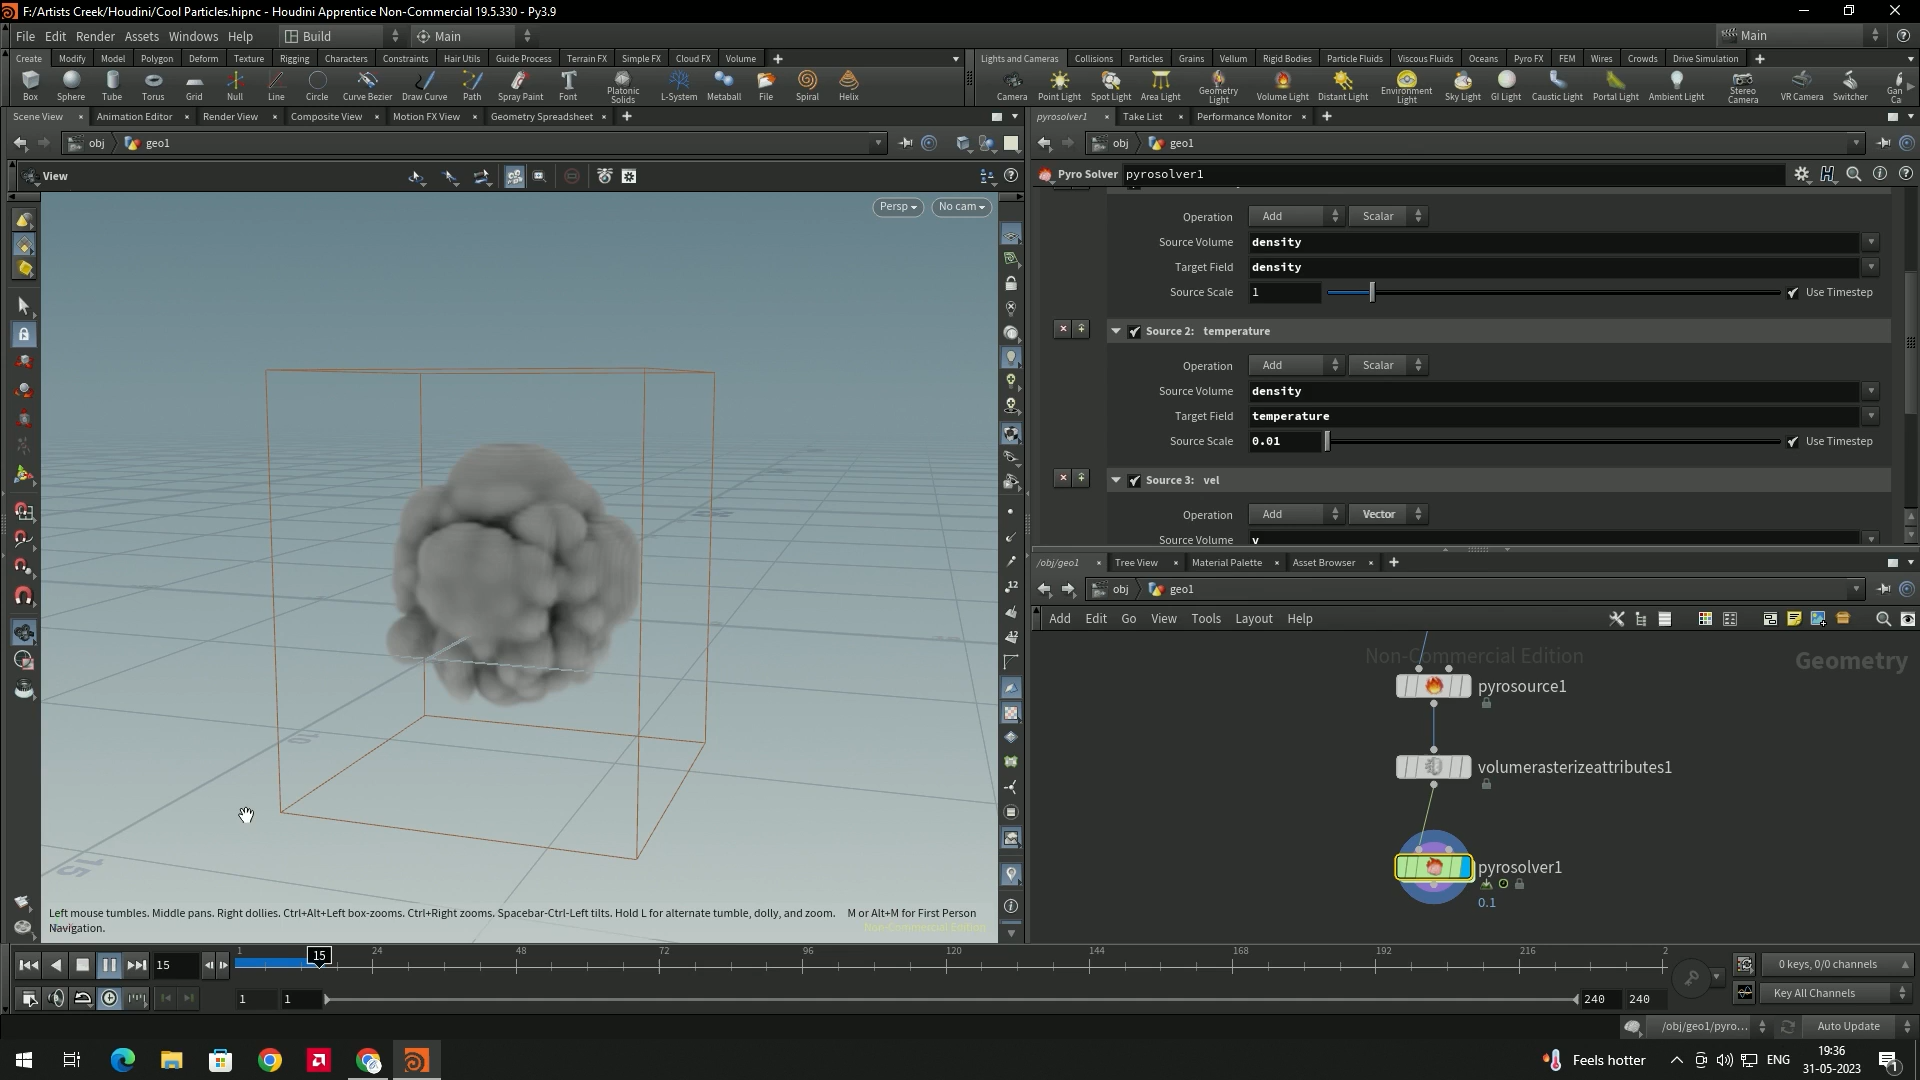 F:/Artists Creek/Houdini/Cool Particles.hipnc - Houdini Apprentice Non-Commercial 19.5.330 - Py3.9
File Edit Render Assets Windows Help Build Main Main
Create Modify Model Polygon Deform Texture Rigging Characters Constraints Hair Utils Guide Process Terrain FX Simple FX Cloud FX Volume
Lights and Cameras Collisions Particles Grains Vellum Rigid Bodies Particle Fluids Viscous Fluids Oceans Pyro FX FEM Wires Crowds Drive Simulation
Box Sphere Tube Torus Grid Null Line Circle Curve Bezier Draw Curve Path Spray Paint Font Platonic Solids L-System Metaball File Spiral Helix
Camera Point Light Spot Light Area Light Geometry Light Volume Light Distant Light Environment Light Sky Light GI Light Caustic Light Portal Light Ambient Light Stereo Camera VR Camera Switcher Gan Ca
Scene View Animation Editor Render View Composite View Motion FX View Geometry Spreadsheet
pyrosolver1 Take List Performance Monitor
obj geo1
obj geo1
View
Pyro Solver pyrosolver1
Persp No cam
Operation Add Scalar
Source Volume density
Target Field density
Source Scale 1 Use Timestep
Source 2: temperature
Operation Add Scalar
Source Volume density
Target Field temperature
Source Scale 0.01 Use Timestep
Source 3: vel
Operation Add Vector
Source Volume v
/obj/geo1 Tree View Material Palette Asset Browser
obj geo1
Add Edit Go View Tools Layout Help
Non-Commercial Edition
Geometry
pyrosource1
volumerasterizeattributes1
pyrosolver1
0.1
10
15
12
12
Left mouse tumbles. Middle pans. Right dollies. Ctrl+Alt+Left box-zooms. Ctrl+Right zooms. Spacebar-Ctrl-Left tilts. Hold L for alternate tumble, dolly, and zoom. M or Alt+M for First Person
Navigation.
Non-Commercial Edition
15
1 15 24 48 72 96 120 144 168 192 216 2
0 keys, 0/0 channels
1 1 240 240
Key All Channels
/obj/geo1/pyro... Auto Update
Feels hotter ENG 19:36
31-05-2023
1